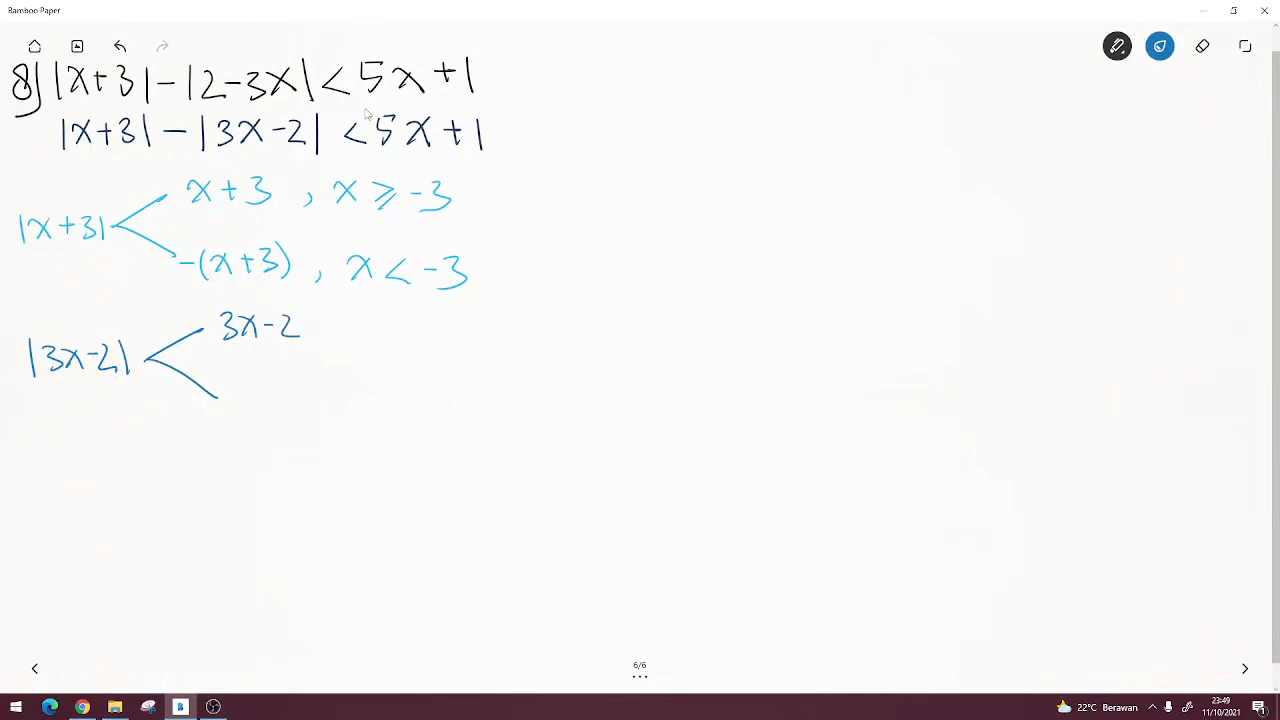 Bamboo Paper
8) |x+3| - |2-3x| < 5x+1
|x+3| - |3x-2| < 5x+1
x+3 , x ≥ -3
|x+3|
-(x+3) , x < -3
3x-2
|3x-2|
6/6
22°C Berawan
23:49
11/10/2021